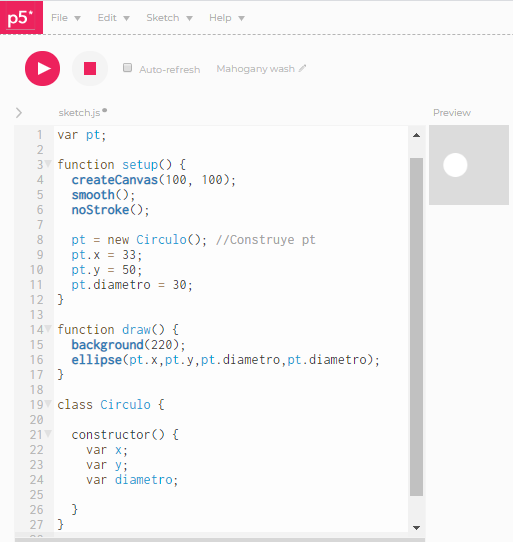 p5* File Edit Sketch Help
Auto-refresh Mahogany wash
sketch.js Preview
1 var pt;
2
3 function setup() {
4 createCanvas(100, 100);
5 smooth();
6 noStroke();
7
8 pt = new Circulo(); //Construye pt
9 pt.x = 33;
10 pt.y = 50;
11 pt.diametro = 30;
12 }
13
14 function draw() {
15 background(220);
16 ellipse(pt.x,pt.y,pt.diametro,pt.diametro);
17 }
18
19 class Circulo {
20
21 constructor() {
22 var x;
23 var y;
24 var diametro;
25
26 }
27 }